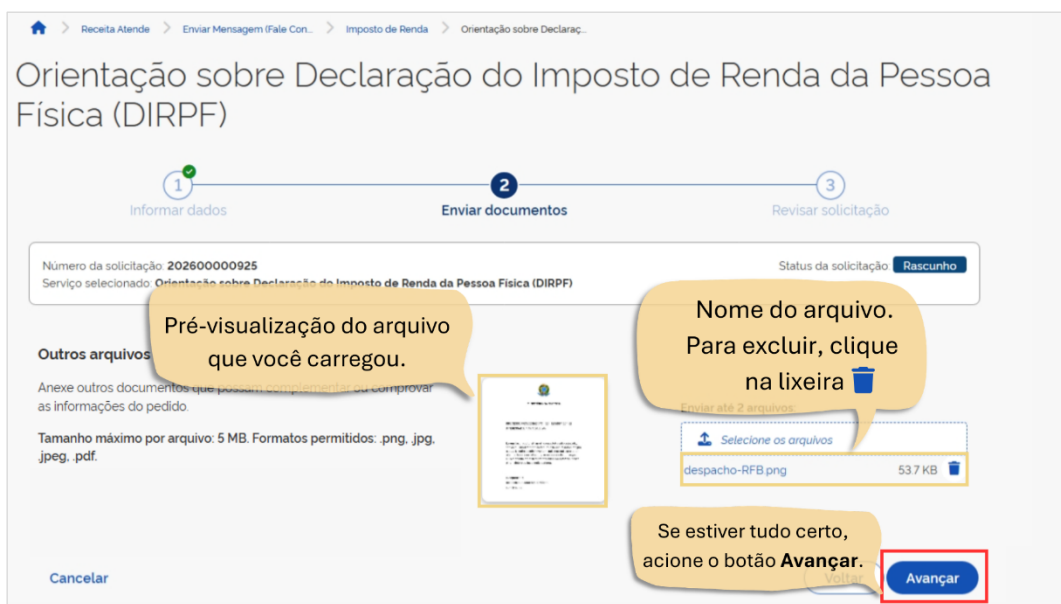 Receita Atende > Enviar Mensagem (Fale Con... > Imposto de Renda > Orientação sobre Declaraç...
Orientação sobre Declaração do Imposto de Renda da Pessoa
Física (DIRPF)
1 2 3
Informar dados Enviar documentos Revisar solicitação
Número da solicitação: 202600000925 Status da solicitação Rascunho
Serviço selecionado: Orientação sobre Declaração do Imposto de Renda da Pessoa Física (DIRPF)
Pré-visualização do arquivo
que você carregou.
Nome do arquivo.
Para excluir, clique
na lixeira
Outros arquivos
Anexe outros documentos que possam complementar ou comprovar
as informações do pedido.
Tamanho máximo por arquivo: 5 MB. Formatos permitidos: .png, .jpg,
.jpeg, .pdf.
Enviar até 2 arquivos:
Selecione os arquivos
despacho-RFB.png 53.7 KB
Se estiver tudo certo,
acione o botão Avançar.
Cancelar Voltar Avançar